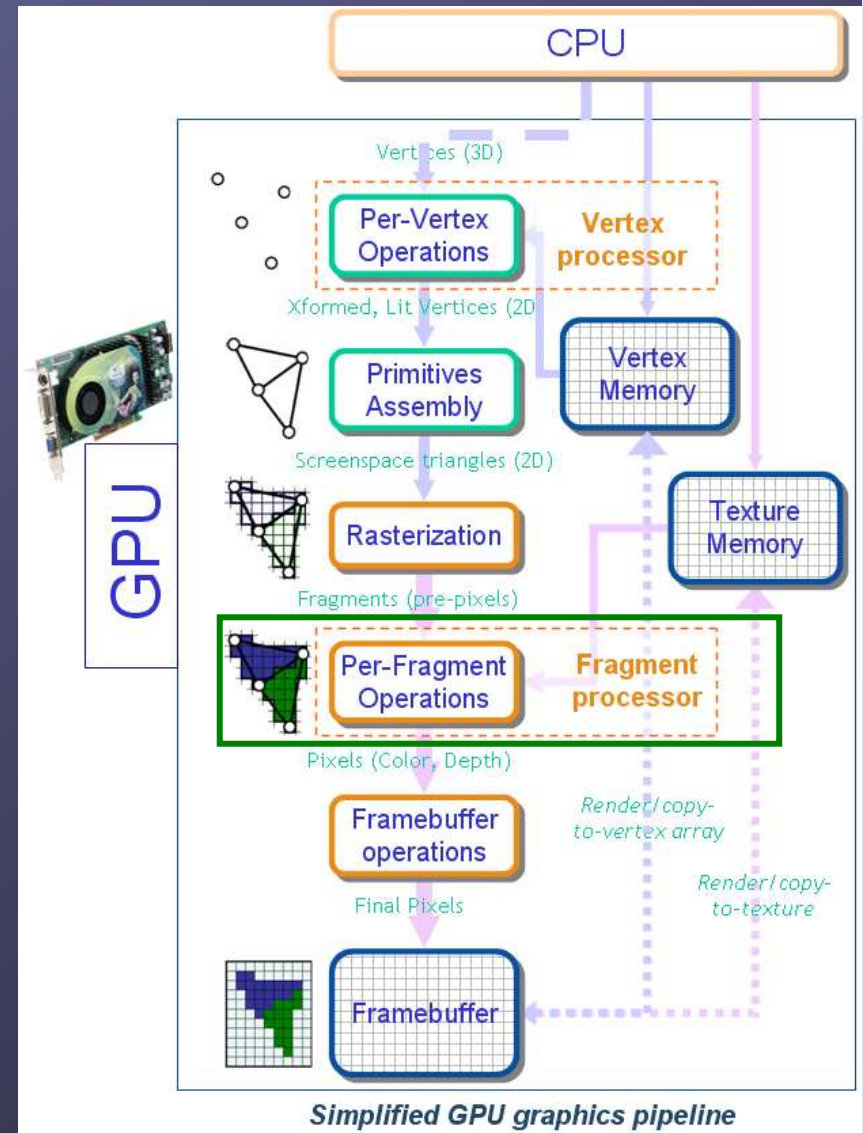 CPU
Vertices (3D)
Per-Vertex
Operations
Vertex
processor
Xformed, Lit Vertices (2D
Primitives
Assembly
Vertex
Memory
Screenspace triangles (2D)
GPU
Rasterization
Texture
Memory
Fragments (pre-pixels)
Per-Fragment
Operations
Fragment
processor
Pixels (Color, Depth)
Framebuffer
operations
Render/copy-
to-vertex array
Render/copy-
to-texture
Final Pixels
Framebuffer
Simplified GPU graphics pipeline